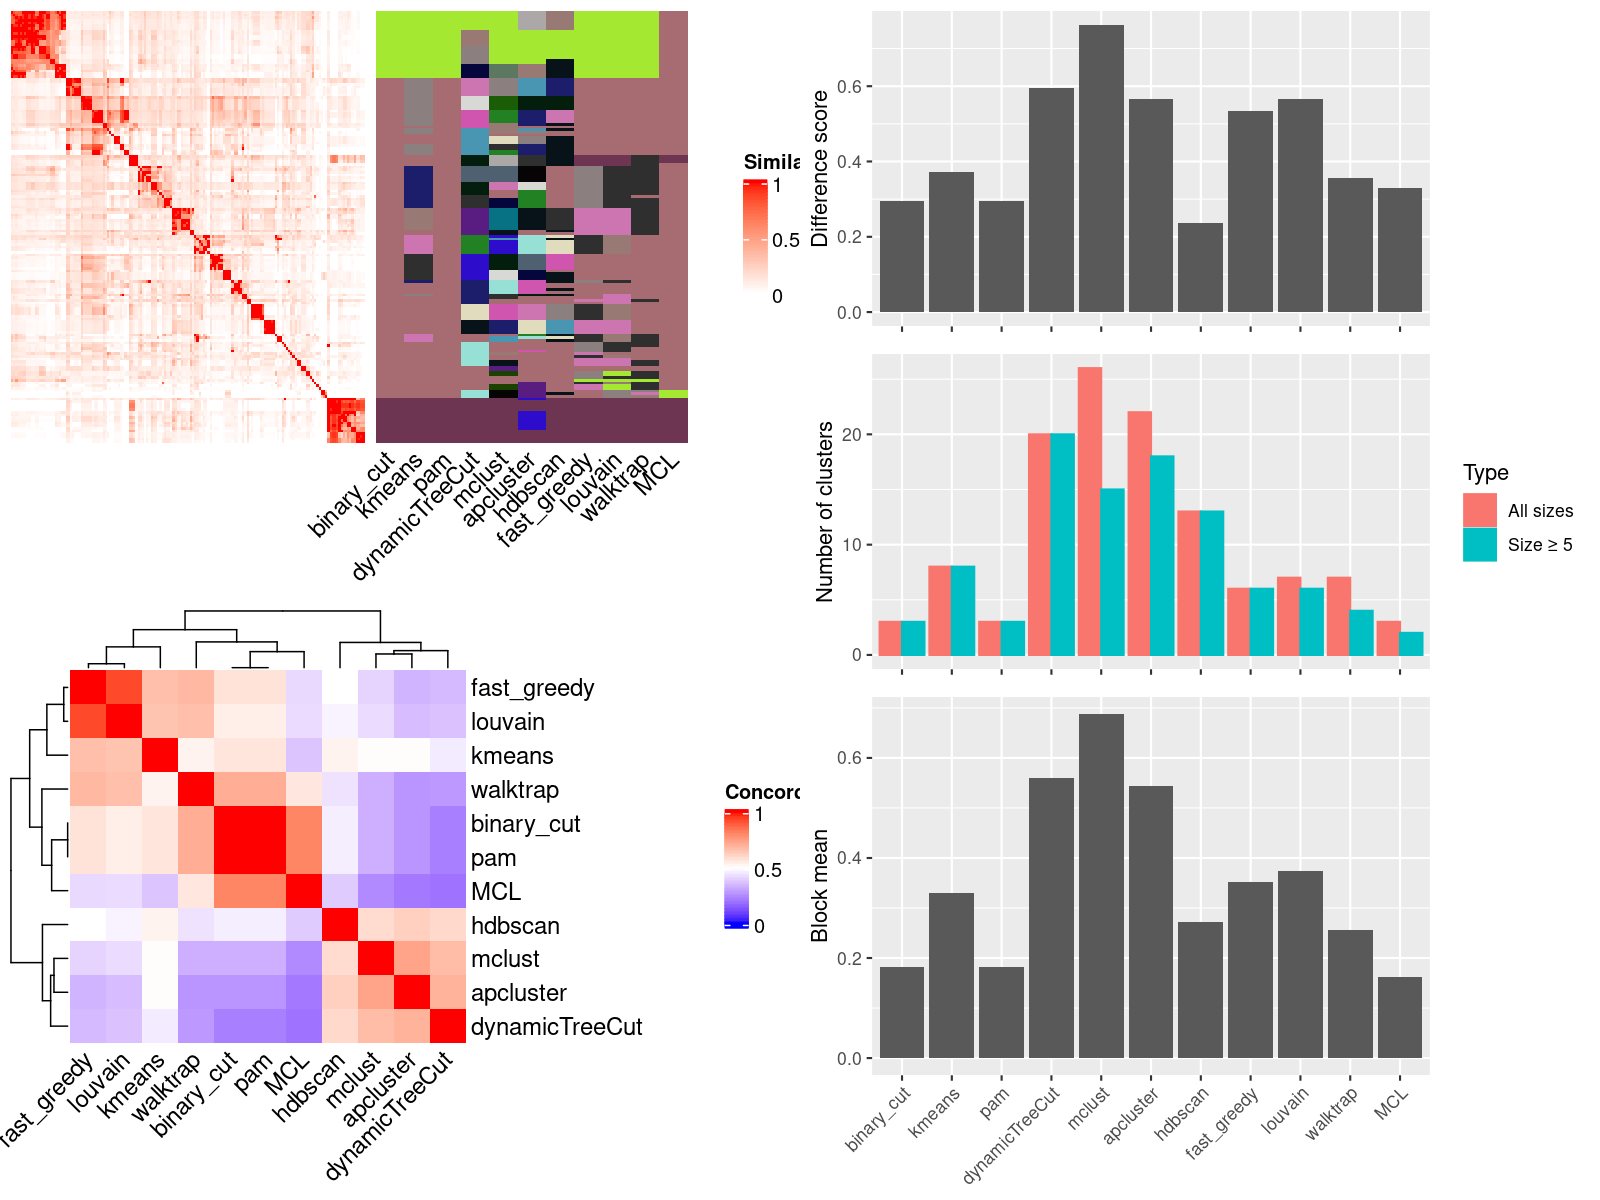 Simila
1
0.5
0
binary_cut
kmeans
pam
dynamicTreeCut
mclust
apcluster
hdbscan
fast_greedy
louvain
walktrap
MCL
fast_greedy
louvain
kmeans
walktrap
binary_cut
pam
MCL
hdbscan
mclust
apcluster
dynamicTreeCut
Concord
1
0.5
0
fast_greedy
louvain
kmeans
walktrap
binary_cut
pam
MCL
hdbscan
mclust
apcluster
dynamicTreeCut
Difference score
0.6
0.4
0.2
0.0
Number of clusters
20
10
0
Type
All sizes
Size ≥ 5
Block mean
0.6
0.4
0.2
0.0
binary_cut
kmeans
pam
dynamicTreeCut
mclust
apcluster
hdbscan
fast_greedy
louvain
walktrap
MCL